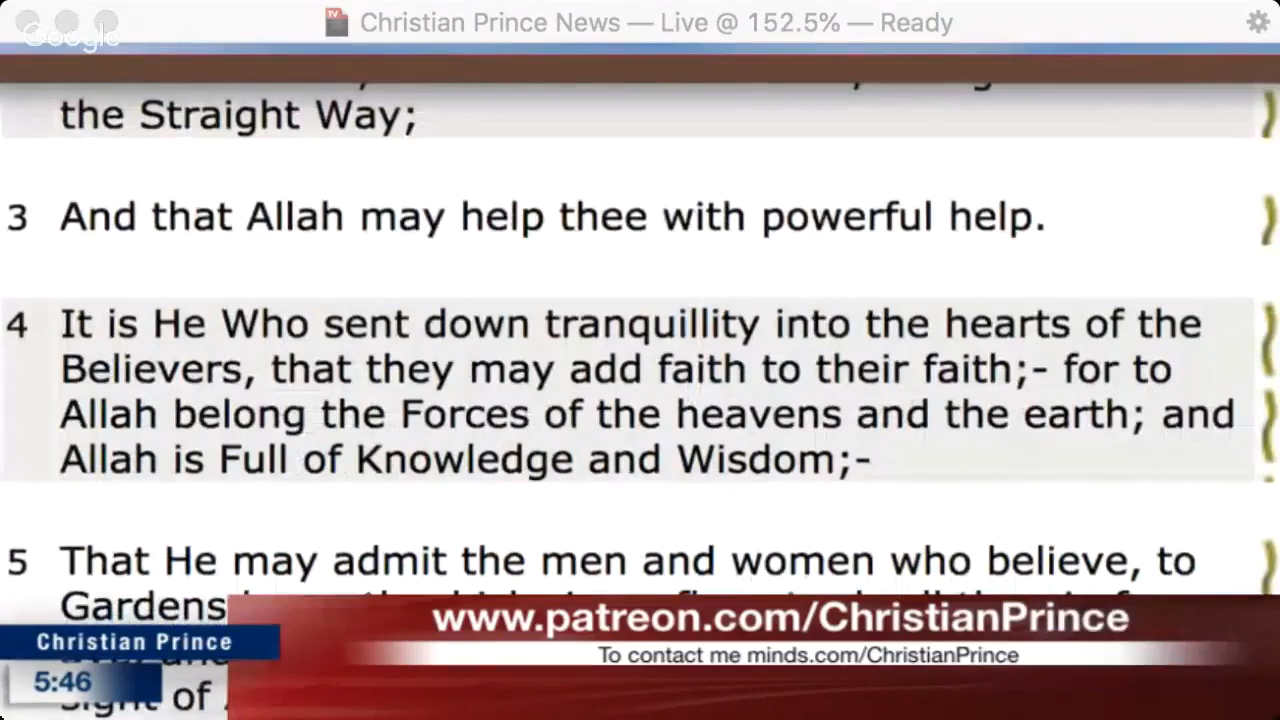 Christian Prince News — Live @ 152.5% — Ready
Google
the Straight Way;
3 And that Allah may help thee with powerful help.
4 It is He Who sent down tranquillity into the hearts of the
Believers, that they may add faith to their faith;- for to
Allah belong the Forces of the heavens and the earth; and
Allah is Full of Knowledge and Wisdom;-
5 That He may admit the men and women who believe, to
Gardens
www.patreon.com/ChristianPrince
Christian Prince
To contact me minds.com/ChristianPrince
5:46
of